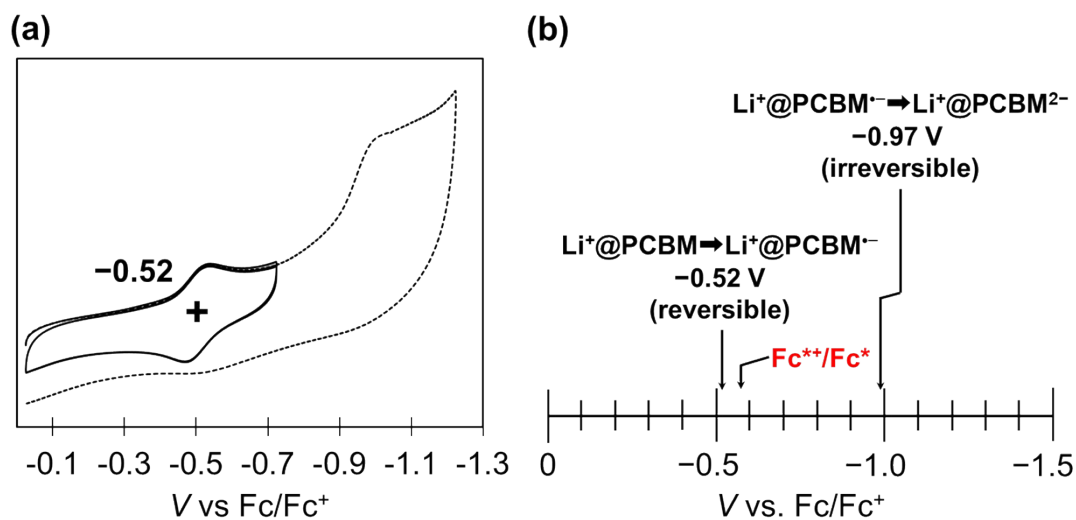 (a)
−0.52
-0.1 -0.3 -0.5 -0.7 -0.9 -1.1 -1.3
V vs Fc/Fc⁺
(b)
Li⁺@PCBM•⁻➡Li⁺@PCBM²⁻
−0.97 V
(irreversible)
Li⁺@PCBM➡Li⁺@PCBM•⁻
−0.52 V
(reversible)
Fc*⁺/Fc*
0 −0.5 −1.0 −1.5
V vs. Fc/Fc⁺